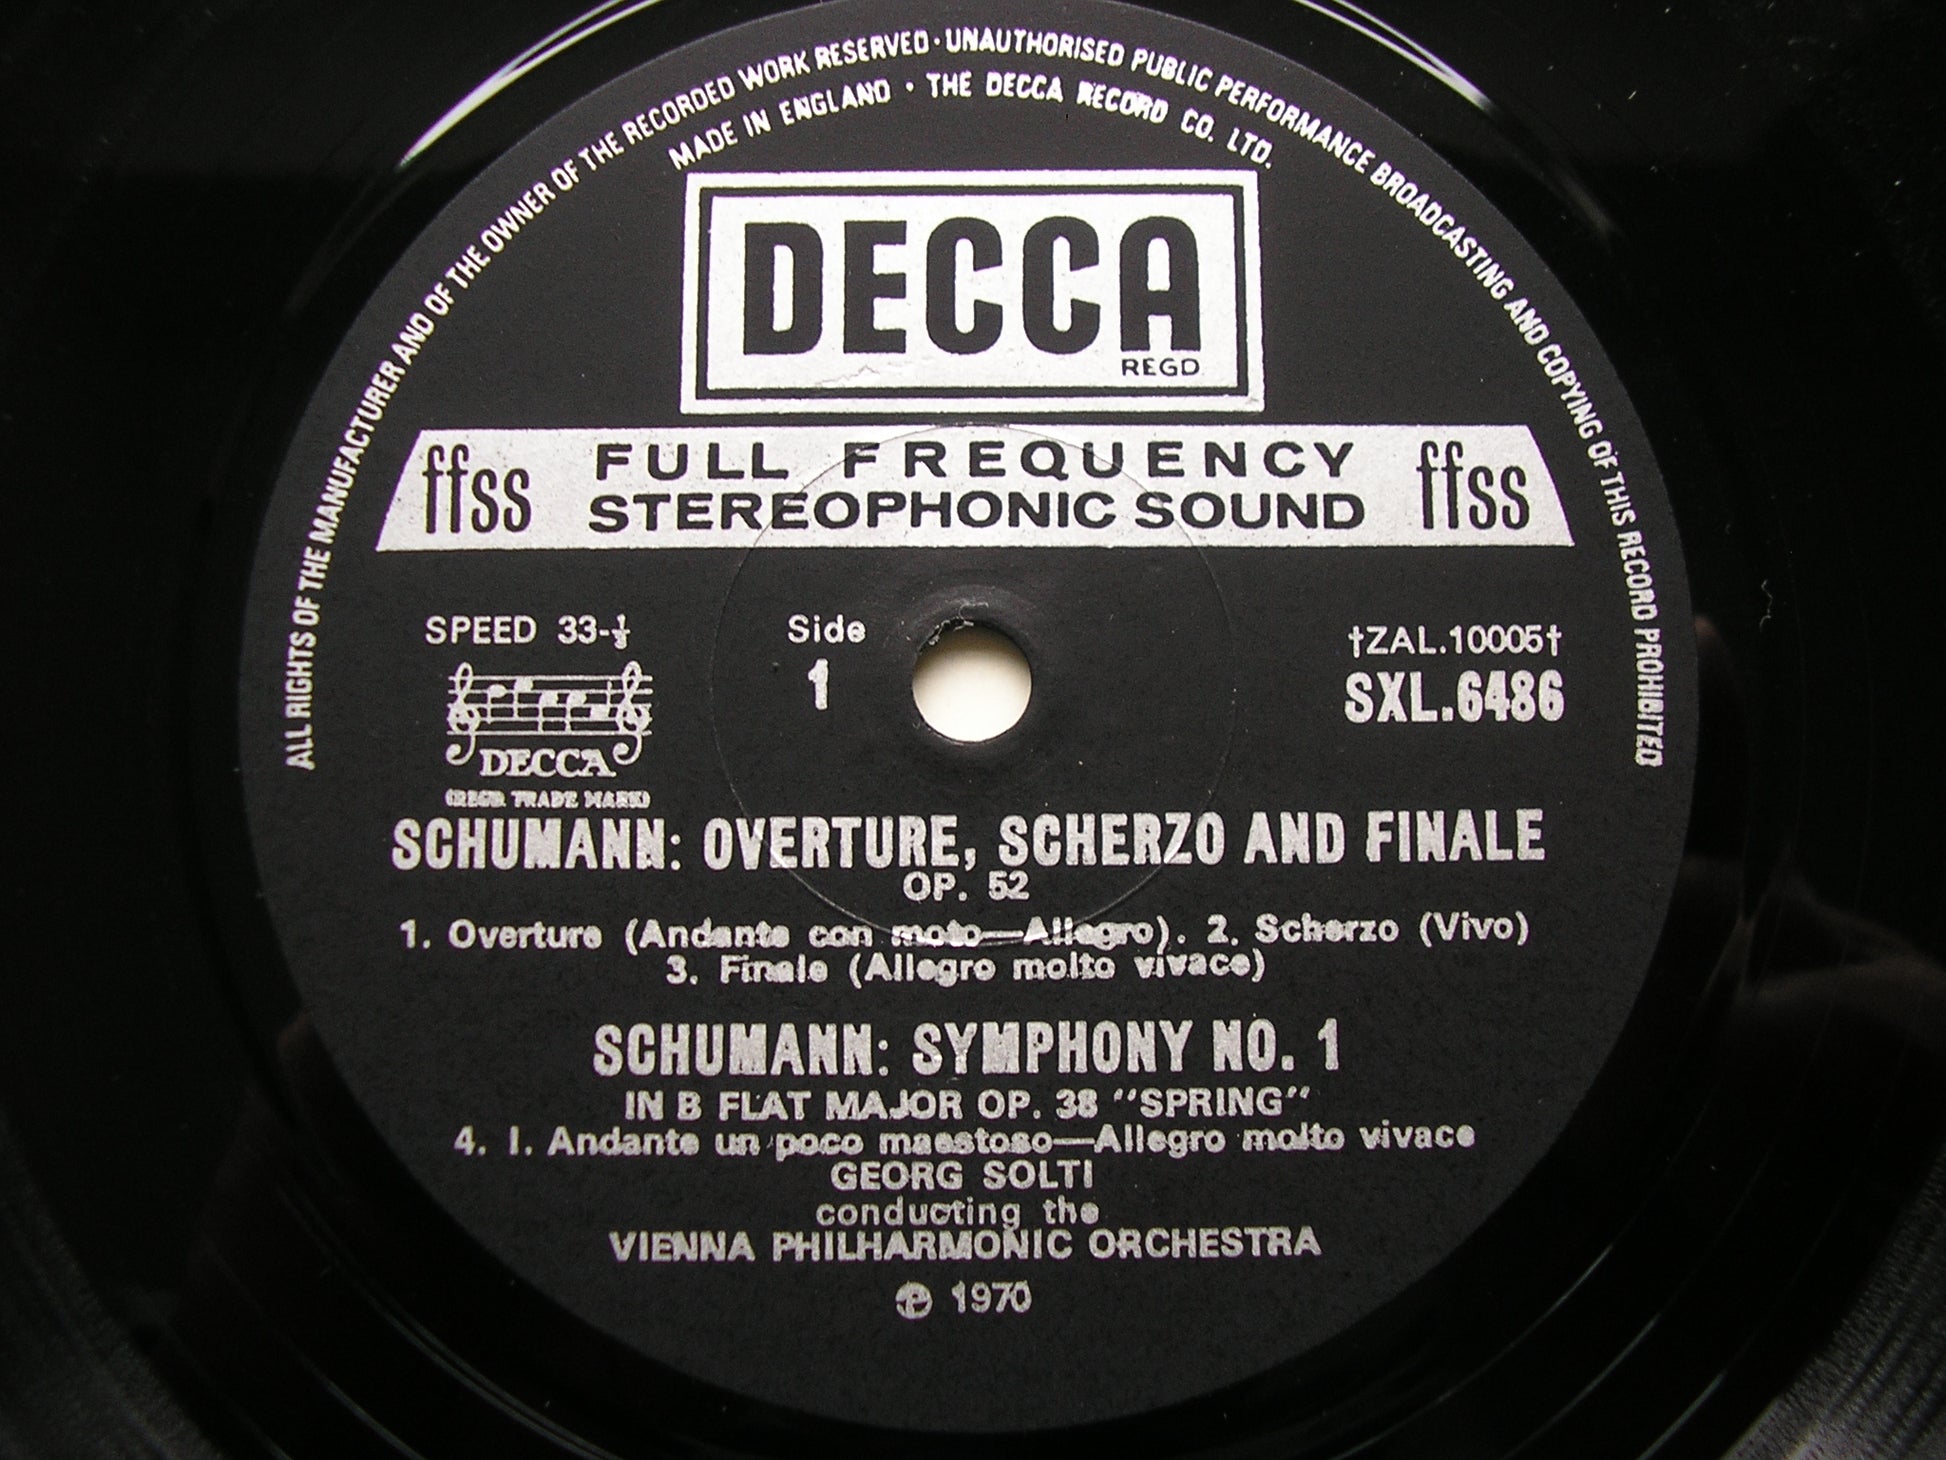 ALL RIGHTS OF THE MANUFACTURER AND OF THE OWNER OF THE RECORDED WORK RESERVED · UNAUTHORISED PUBLIC PERFORMANCE BROADCASTING AND COPYING OF THIS RECORD PROHIBITED
MADE IN ENGLAND · THE DECCA RECORD CO. LTD.
DECCA
REGD
ffss FULL FREQUENCY STEREOPHONIC SOUND ffss
SPEED 33-⅓
Side
1
†ZAL.10005†
SXL.6486
DECCA
(REGD. TRADE MARK)
SCHUMANN: OVERTURE, SCHERZO AND FINALE
OP. 52
1. Overture (Andante con moto—Allegro). 2. Scherzo (Vivo)
3. Finale (Allegro molto vivace)
SCHUMANN: SYMPHONY NO. 1
IN B FLAT MAJOR OP. 38 "SPRING"
4. I. Andante un poco maestoso—Allegro molto vivace
GEORG SOLTI
conducting the
VIENNA PHILHARMONIC ORCHESTRA
℗ 1970